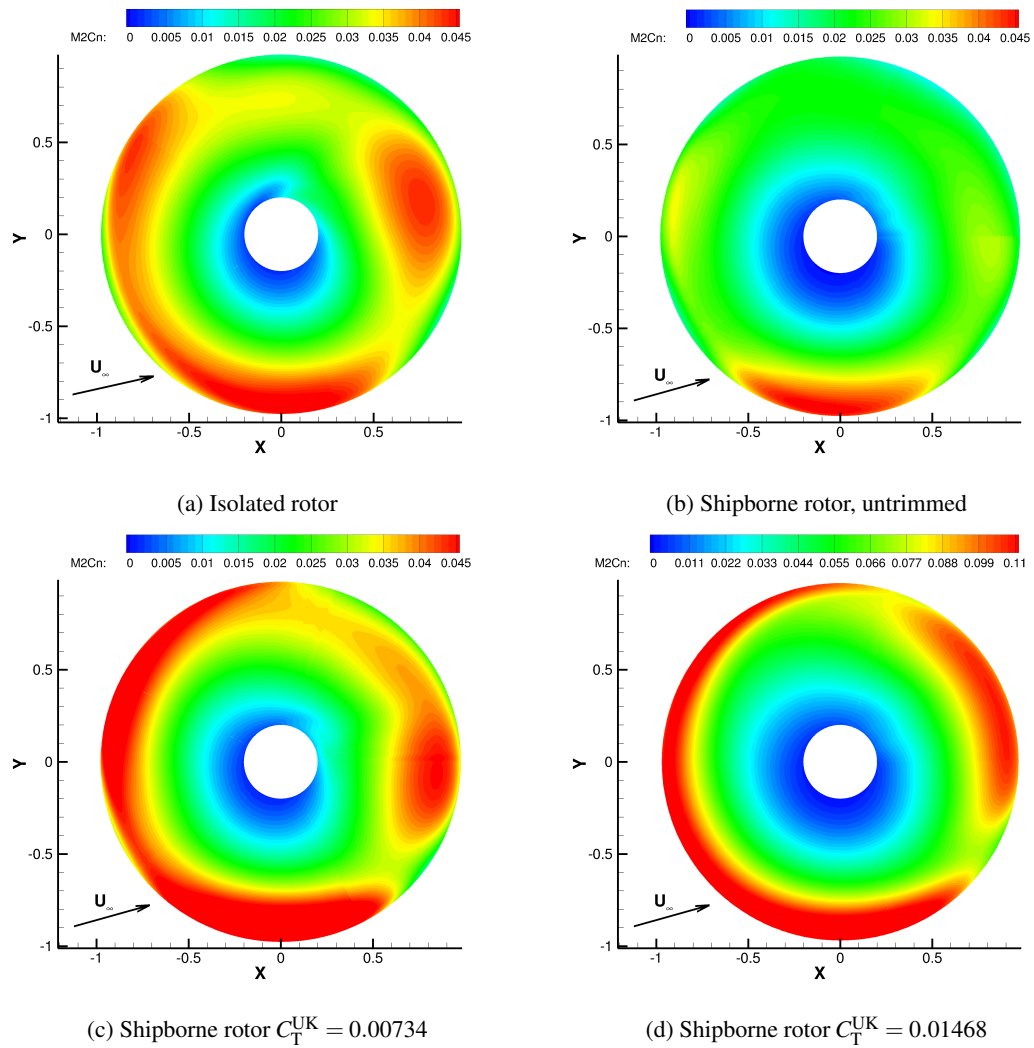 M2Cn: 0 0.005 0.01 0.015 0.02 0.025 0.03 0.035 0.04 0.045
Y
0.5
0
-0.5
-1
U∞
-1 -0.5 0 0.5
X
(a) Isolated rotor
M2Cn: 0 0.005 0.01 0.015 0.02 0.025 0.03 0.035 0.04 0.045
Y
0.5
0
-0.5
-1
U∞
-1 -0.5 0 0.5
X
(b) Shipborne rotor, untrimmed
M2Cn: 0 0.005 0.01 0.015 0.02 0.025 0.03 0.035 0.04 0.045
Y
0.5
0
-0.5
-1
U∞
-1 -0.5 0 0.5
X
(c) Shipborne rotor C_T^UK = 0.00734
M2Cn: 0 0.011 0.022 0.033 0.044 0.055 0.066 0.077 0.088 0.099 0.11
Y
0.5
0
-0.5
-1
U∞
-1 -0.5 0 0.5
X
(d) Shipborne rotor C_T^UK = 0.01468